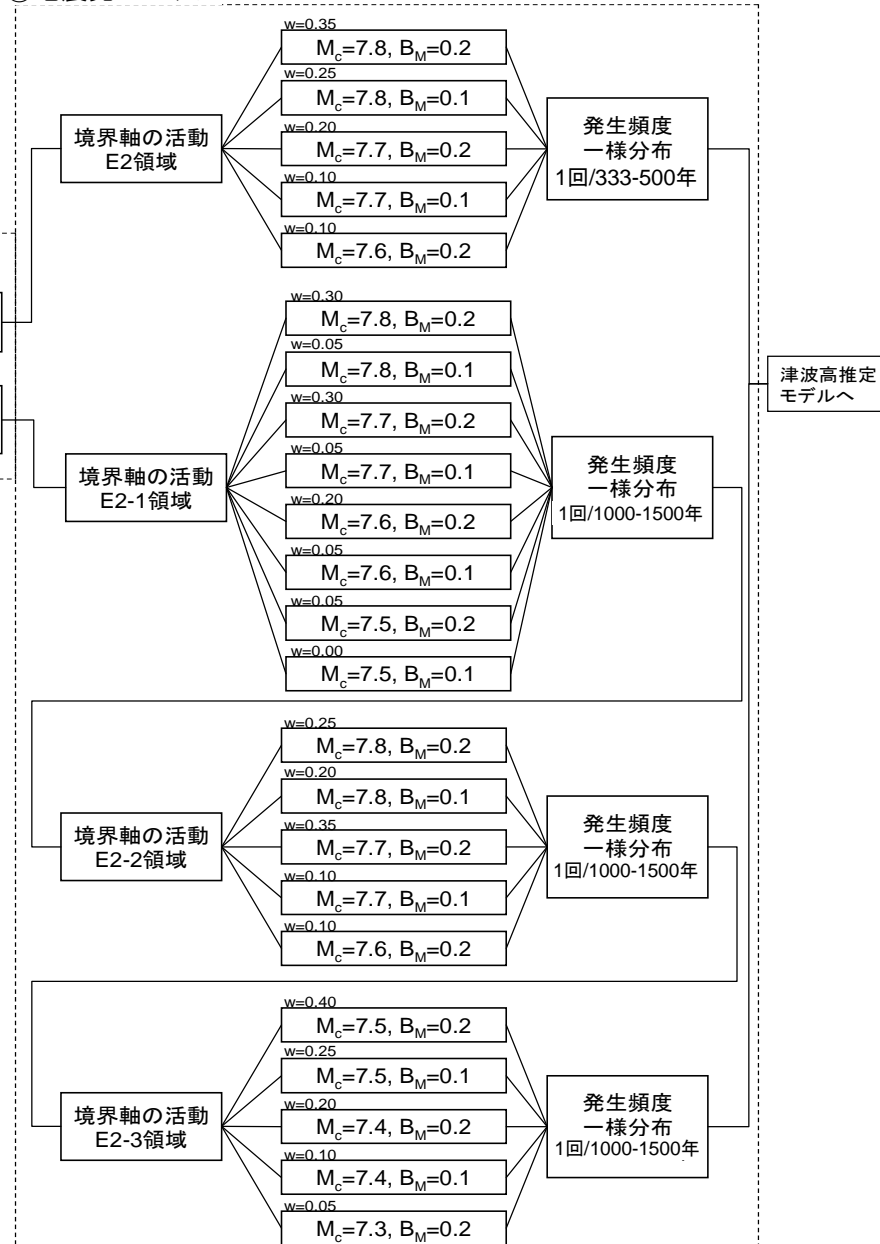 w=0.35
Mc=7.8, BM=0.2
w=0.25
Mc=7.8, BM=0.1
境界軸の活動
E2領域
w=0.20
Mc=7.7, BM=0.2
w=0.10
Mc=7.7, BM=0.1
w=0.10
Mc=7.6, BM=0.2
発生頻度
一様分布
1回/333-500年
w=0.30
Mc=7.8, BM=0.2
w=0.05
Mc=7.8, BM=0.1
w=0.30
Mc=7.7, BM=0.2
w=0.05
Mc=7.7, BM=0.1
境界軸の活動
E2-1領域
w=0.20
Mc=7.6, BM=0.2
w=0.05
Mc=7.6, BM=0.1
w=0.05
Mc=7.5, BM=0.2
w=0.00
Mc=7.5, BM=0.1
発生頻度
一様分布
1回/1000-1500年
津波高推定
モデルへ
w=0.25
Mc=7.8, BM=0.2
w=0.20
Mc=7.8, BM=0.1
境界軸の活動
E2-2領域
w=0.35
Mc=7.7, BM=0.2
w=0.10
Mc=7.7, BM=0.1
w=0.10
Mc=7.6, BM=0.2
発生頻度
一様分布
1回/1000-1500年
w=0.40
Mc=7.5, BM=0.2
w=0.25
Mc=7.5, BM=0.1
境界軸の活動
E2-3領域
w=0.20
Mc=7.4, BM=0.2
w=0.10
Mc=7.4, BM=0.1
w=0.05
Mc=7.3, BM=0.2
発生頻度
一様分布
1回/1000-1500年